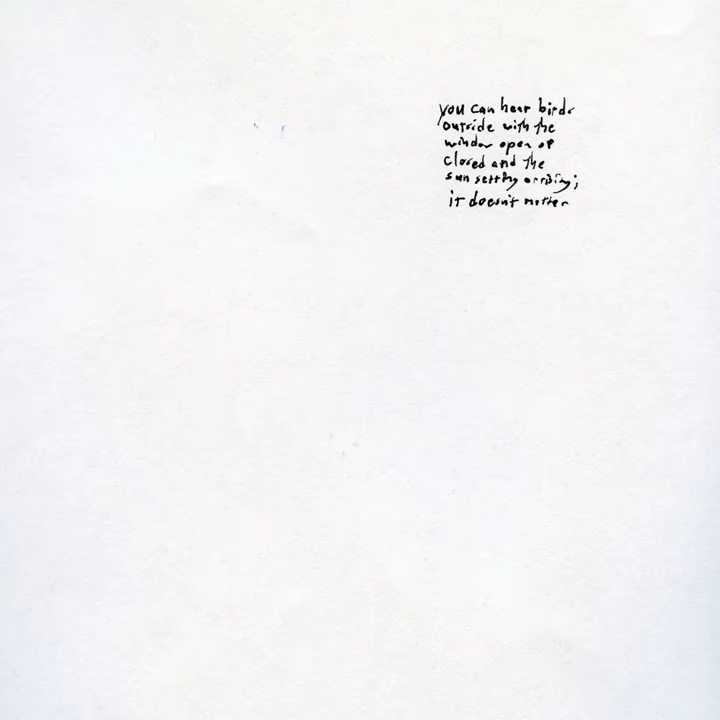 you can hear birds
outside with the
window open or
closed and the
sun setting or rising;
it doesn't matter